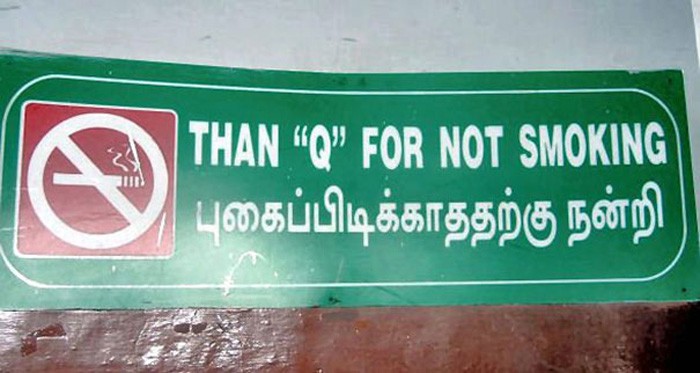 THAN "Q" FOR NOT SMOKING
புகைப்பிடிக்காததற்கு நன்றி